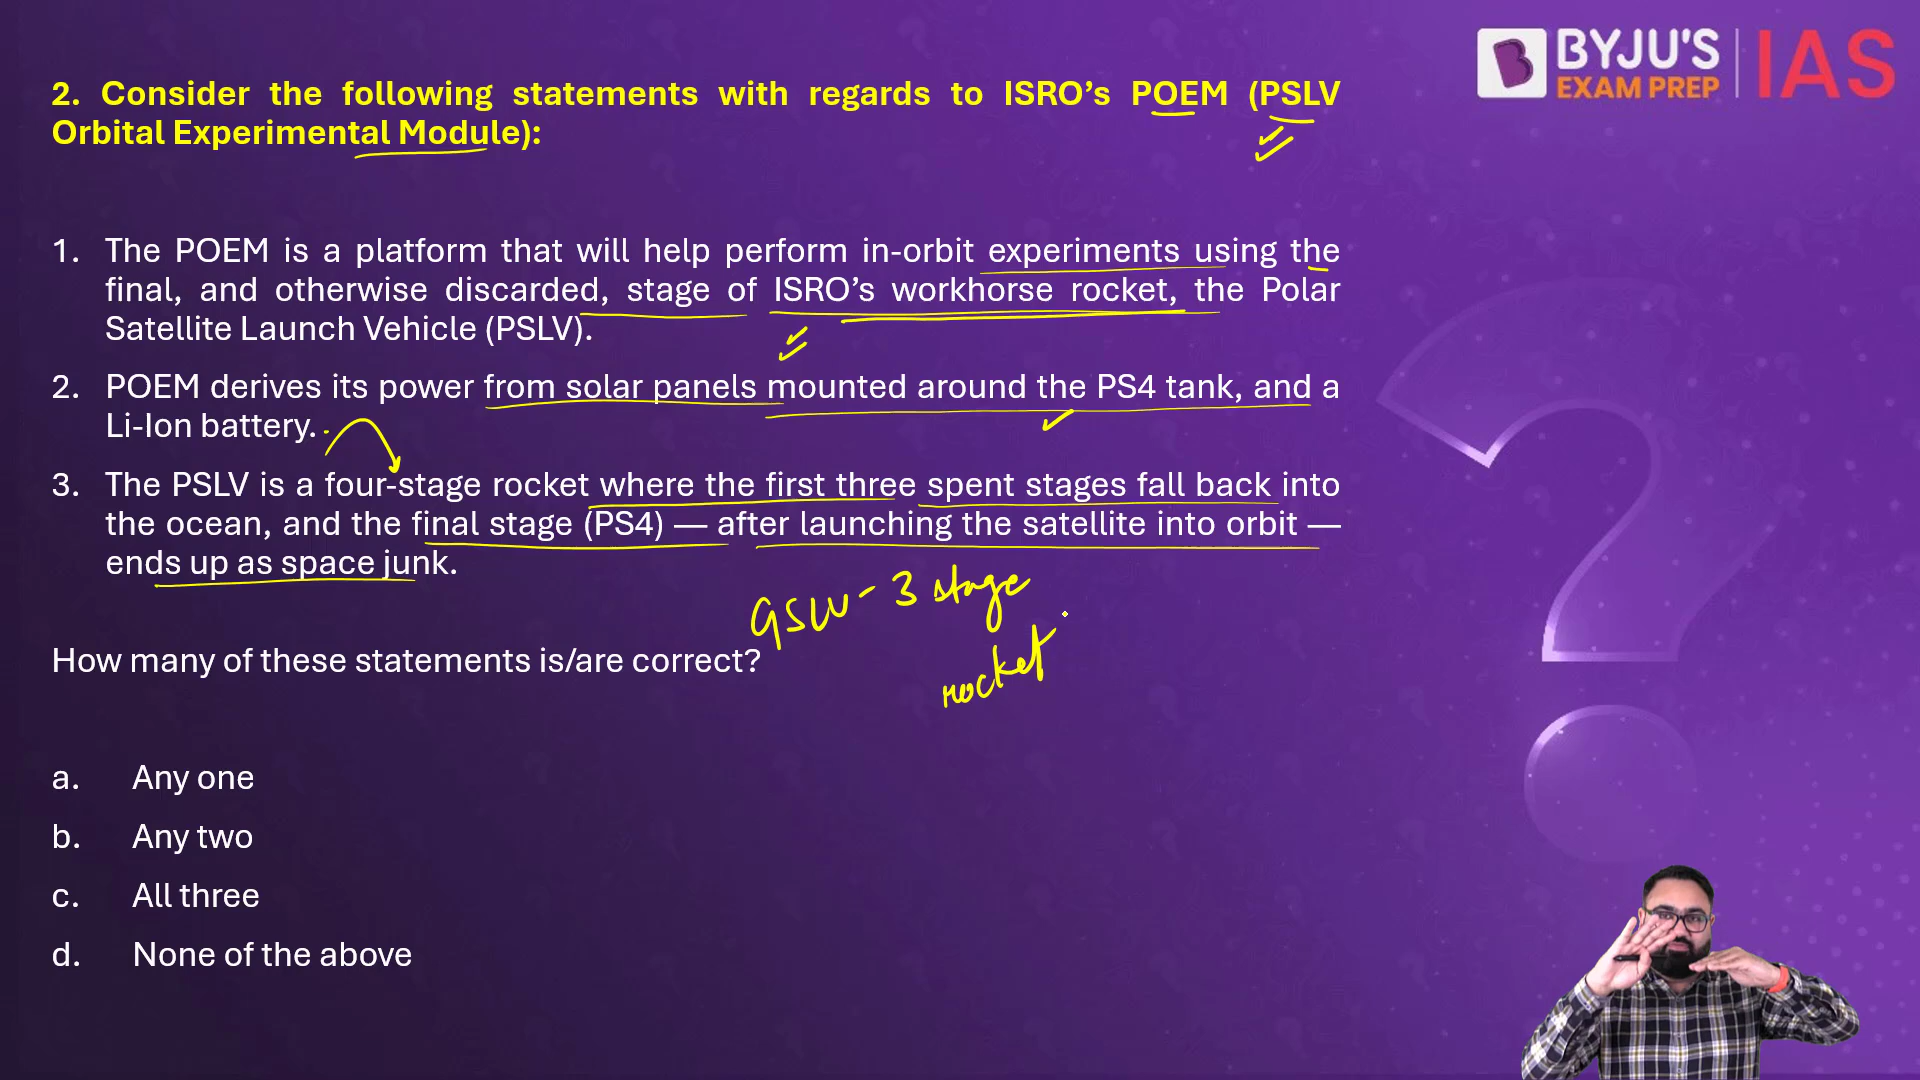 BYJU'S
EXAM PREP
IAS
2. Consider the following statements with regards to ISRO's POEM (PSLV
Orbital Experimental Module):
1. The POEM is a platform that will help perform in-orbit experiments using the
final, and otherwise discarded, stage of ISRO's workhorse rocket, the Polar
Satellite Launch Vehicle (PSLV).
2. POEM derives its power from solar panels mounted around the PS4 tank, and a
Li-Ion battery.
3. The PSLV is a four-stage rocket where the first three spent stages fall back into
the ocean, and the final stage (PS4) — after launching the satellite into orbit —
ends up as space junk.
GSLV - 3 stage
rocket
How many of these statements is/are correct?
a. Any one
b. Any two
c. All three
d. None of the above